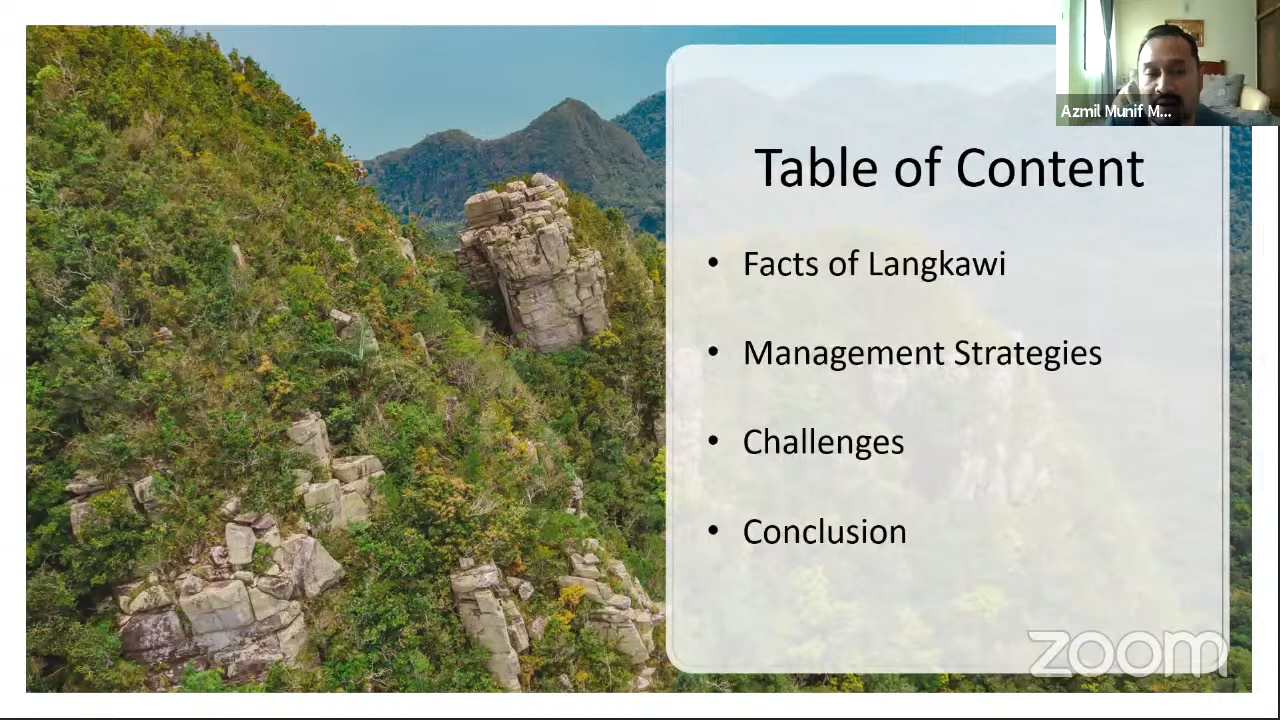 Azmil Munif M...
Table of Content
• Facts of Langkawi
• Management Strategies
• Challenges
• Conclusion
zoom